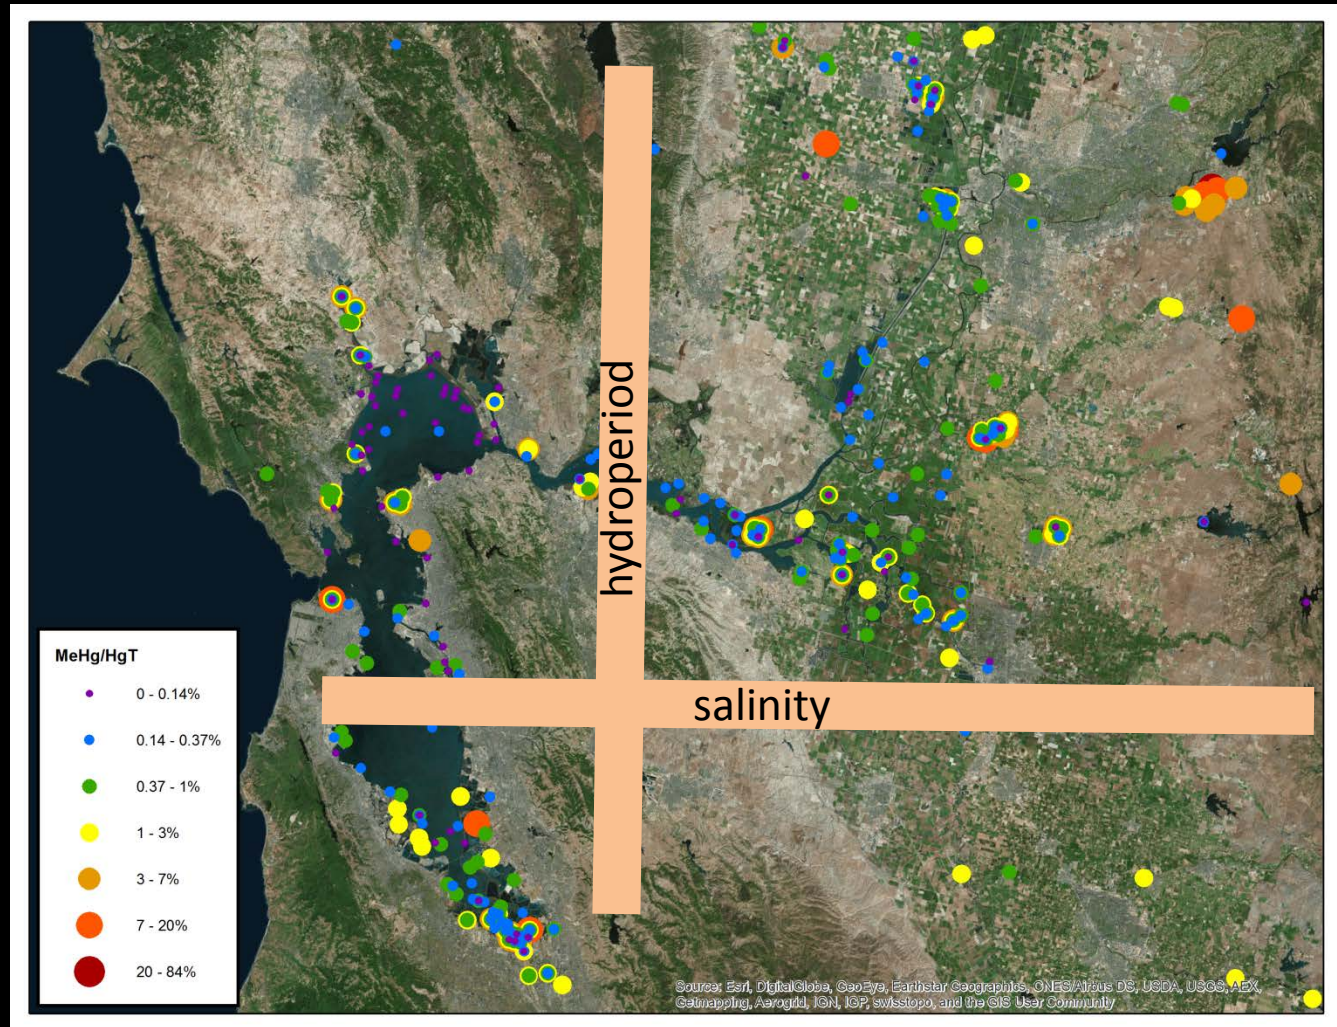 hydroperiod
salinity
MeHg/HgT
0 - 0.14%
0.14 - 0.37%
0.37 - 1%
1 - 3%
3 - 7%
7 - 20%
20 - 84%
Source: Esri, DigitalGlobe, GeoEye, Earthstar Geographics, CNES/Airbus DS, USDA, USGS, AEX,
Getmapping, Aerogrid, IGN, IGP, swisstopo, and the GIS User Community